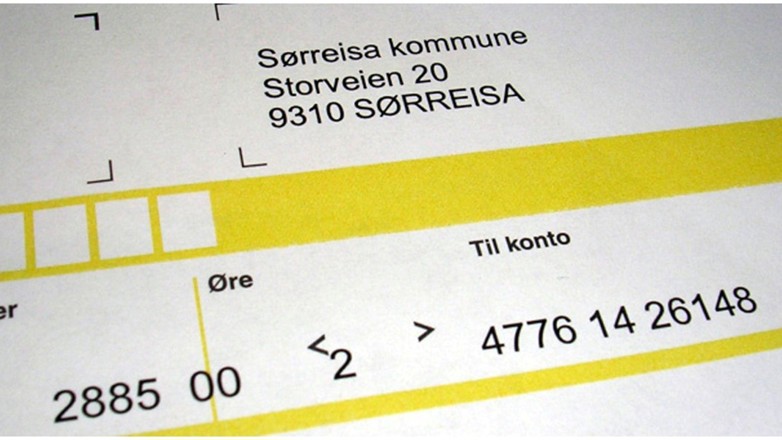 Sørreisa kommune
Storveien 20
9310 SØRREISA
Til konto
er Øre
2885 00 <2 > 4776 14 26148